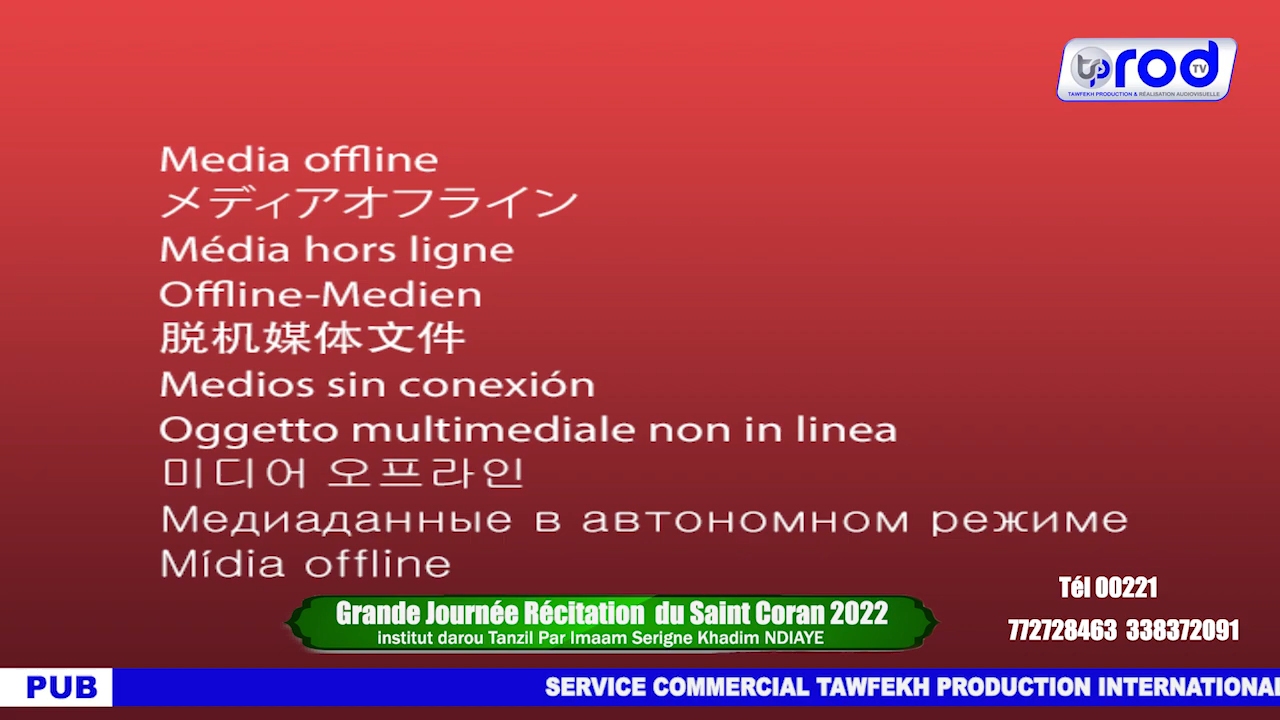 tprod TV
TAWFEKH PRODUCTION & RÉALISATION AUDIOVISUELLE
Media offline
メディアオフライン
Média hors ligne
Offline-Medien
脱机媒体文件
Medios sin conexión
Oggetto multimediale non in linea
미디어 오프라인
Медиаданные в автономном режиме
Mídia offline
Tél 00221
772728463 338372091
Grande Journée Récitation du Saint Coran 2022
institut darou Tanzil Par Imaam Serigne Khadim NDIAYE
PUB
SERVICE COMMERCIAL TAWFEKH PRODUCTION INTERNATIONA